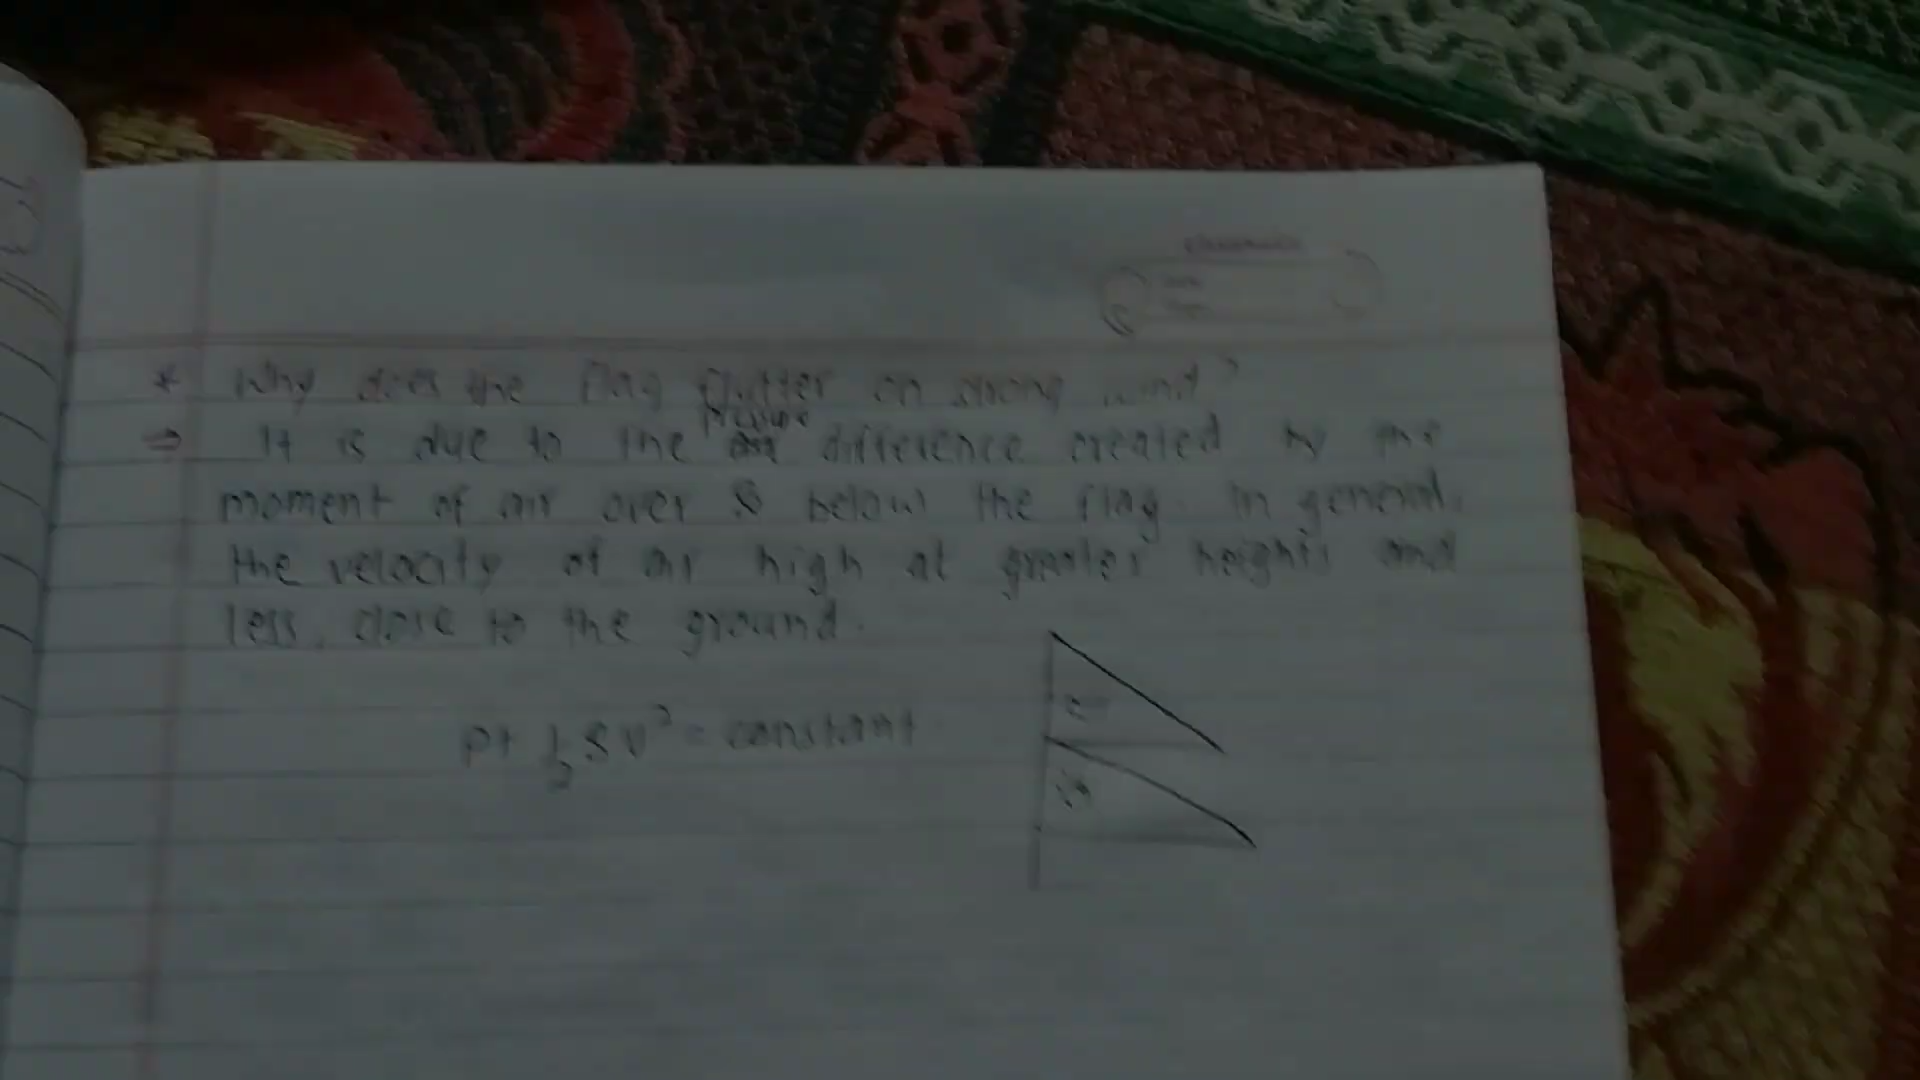 * Why does the flag flutter on strong wind?
⇒ It is due to the pressure difference created by the
moment of air over & below the flag. In general,
the velocity of air high at greater heights and
less, close to the ground.
P+ 1/2 ρv² = constant